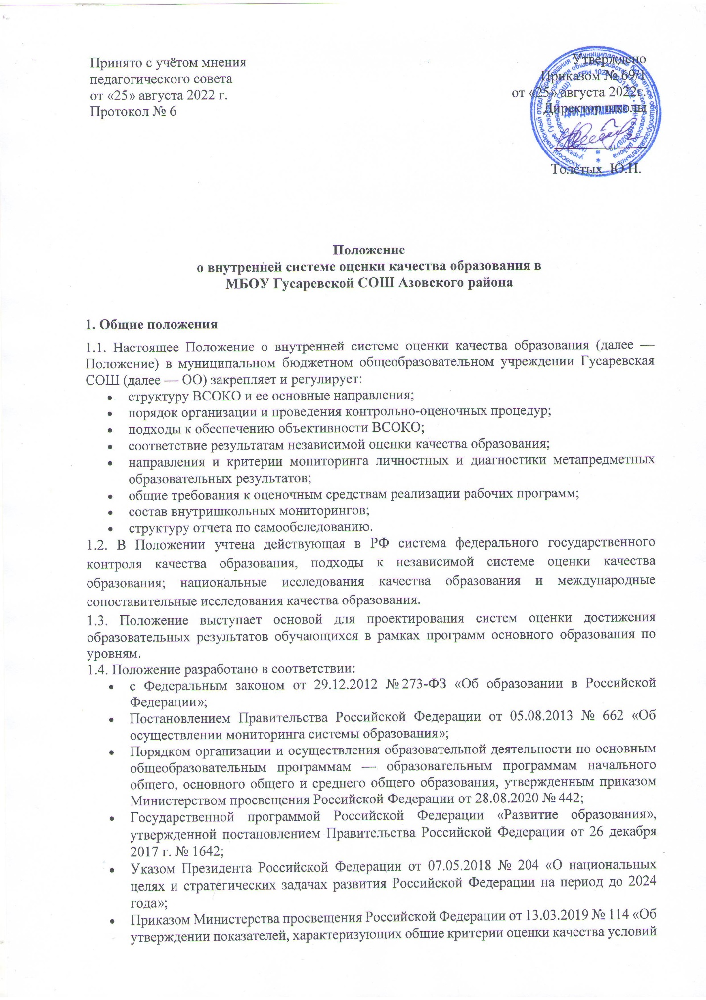 Принято с учётом мнения
педагогического совета
от «25» августа 2022 г.
Протокол № 6
Утверждено
Приказом № 69/1
от «25» августа 2022г.
Директор школы
ДЛЯ ДОКУМЕНТОВ
Толстых Ю.Н.
Положение
о внутренней системе оценки качества образования в
МБОУ Гусаревской СОШ Азовского района
1. Общие положения
1.1. Настоящее Положение о внутренней системе оценки качества образования (далее —
Положение) в муниципальном бюджетном общеобразовательном учреждении Гусаревская
СОШ (далее — ОО) закрепляет и регулирует:
• структуру ВСОКО и ее основные направления;
• порядок организации и проведения контрольно-оценочных процедур;
• подходы к обеспечению объективности ВСОКО;
• соответствие результатам независимой оценки качества образования;
• направления и критерии мониторинга личностных и диагностики метапредметных
образовательных результатов;
• общие требования к оценочным средствам реализации рабочих программ;
• состав внутришкольных мониторингов;
• структуру отчета по самообследованию.
1.2. В Положении учтена действующая в РФ система федерального государственного
контроля качества образования, подходы к независимой системе оценки качества
образования; национальные исследования качества образования и международные
сопоставительные исследования качества образования.
1.3. Положение выступает основой для проектирования систем оценки достижения
образовательных результатов обучающихся в рамках программ основного образования по
уровням.
1.4. Положение разработано в соответствии:
• с Федеральным законом от 29.12.2012 № 273-ФЗ «Об образовании в Российской
Федерации»;
• Постановлением Правительства Российской Федерации от 05.08.2013 № 662 «Об
осуществлении мониторинга системы образования»;
• Порядком организации и осуществления образовательной деятельности по основным
общеобразовательным программам — образовательным программам начального
общего, основного общего и среднего общего образования, утвержденным приказом
Министерством просвещения Российской Федерации от 28.08.2020 № 442;
• Государственной программой Российской Федерации «Развитие образования»,
утвержденной постановлением Правительства Российской Федерации от 26 декабря
2017 г. № 1642;
• Указом Президента Российской Федерации от 07.05.2018 № 204 «О национальных
целях и стратегических задачах развития Российской Федерации на период до 2024
года»;
• Приказом Министерства просвещения Российской Федерации от 13.03.2019 № 114 «Об
утверждении показателей, характеризующих общие критерии оценки качества условий